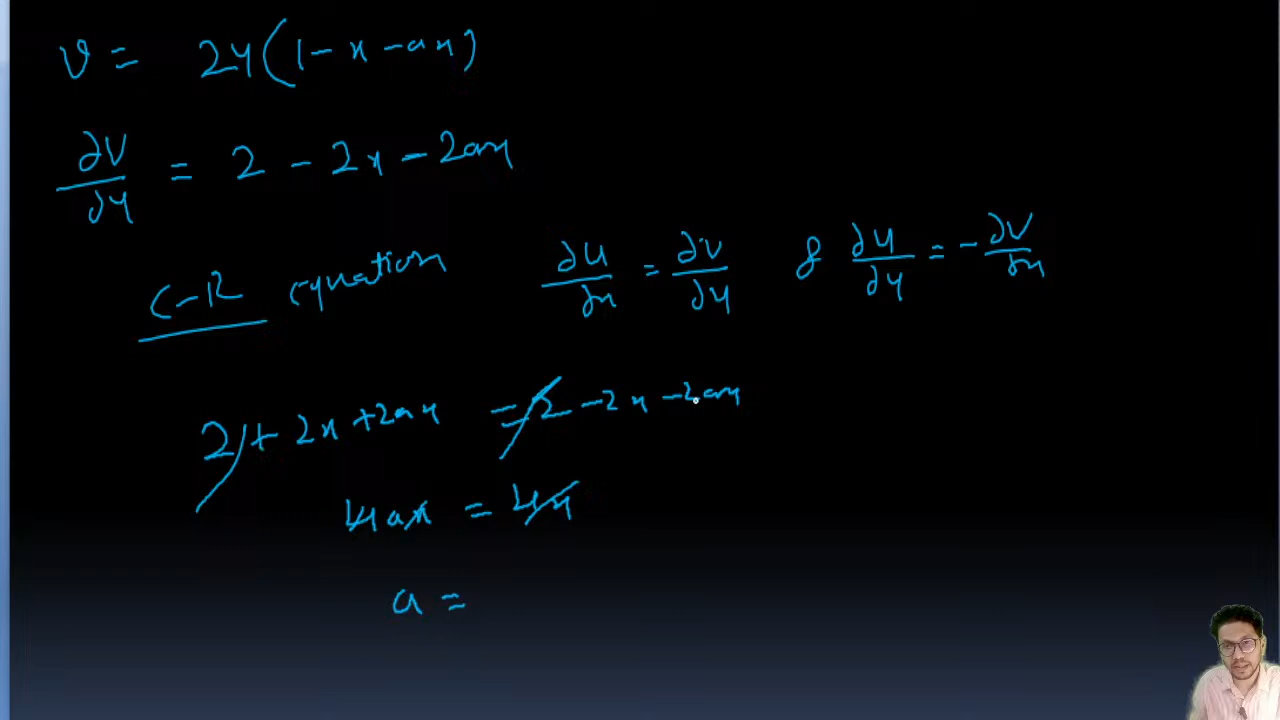 v = 2y(1 - x - ax)
∂V/∂y = 2 - 2x - 2ax
C-R equation ∂u/∂x = ∂v/∂y & ∂u/∂y = -∂v/∂x
2 + 2x + 2ax = 2 - 2x - 2ax
4ax = 4x
a =